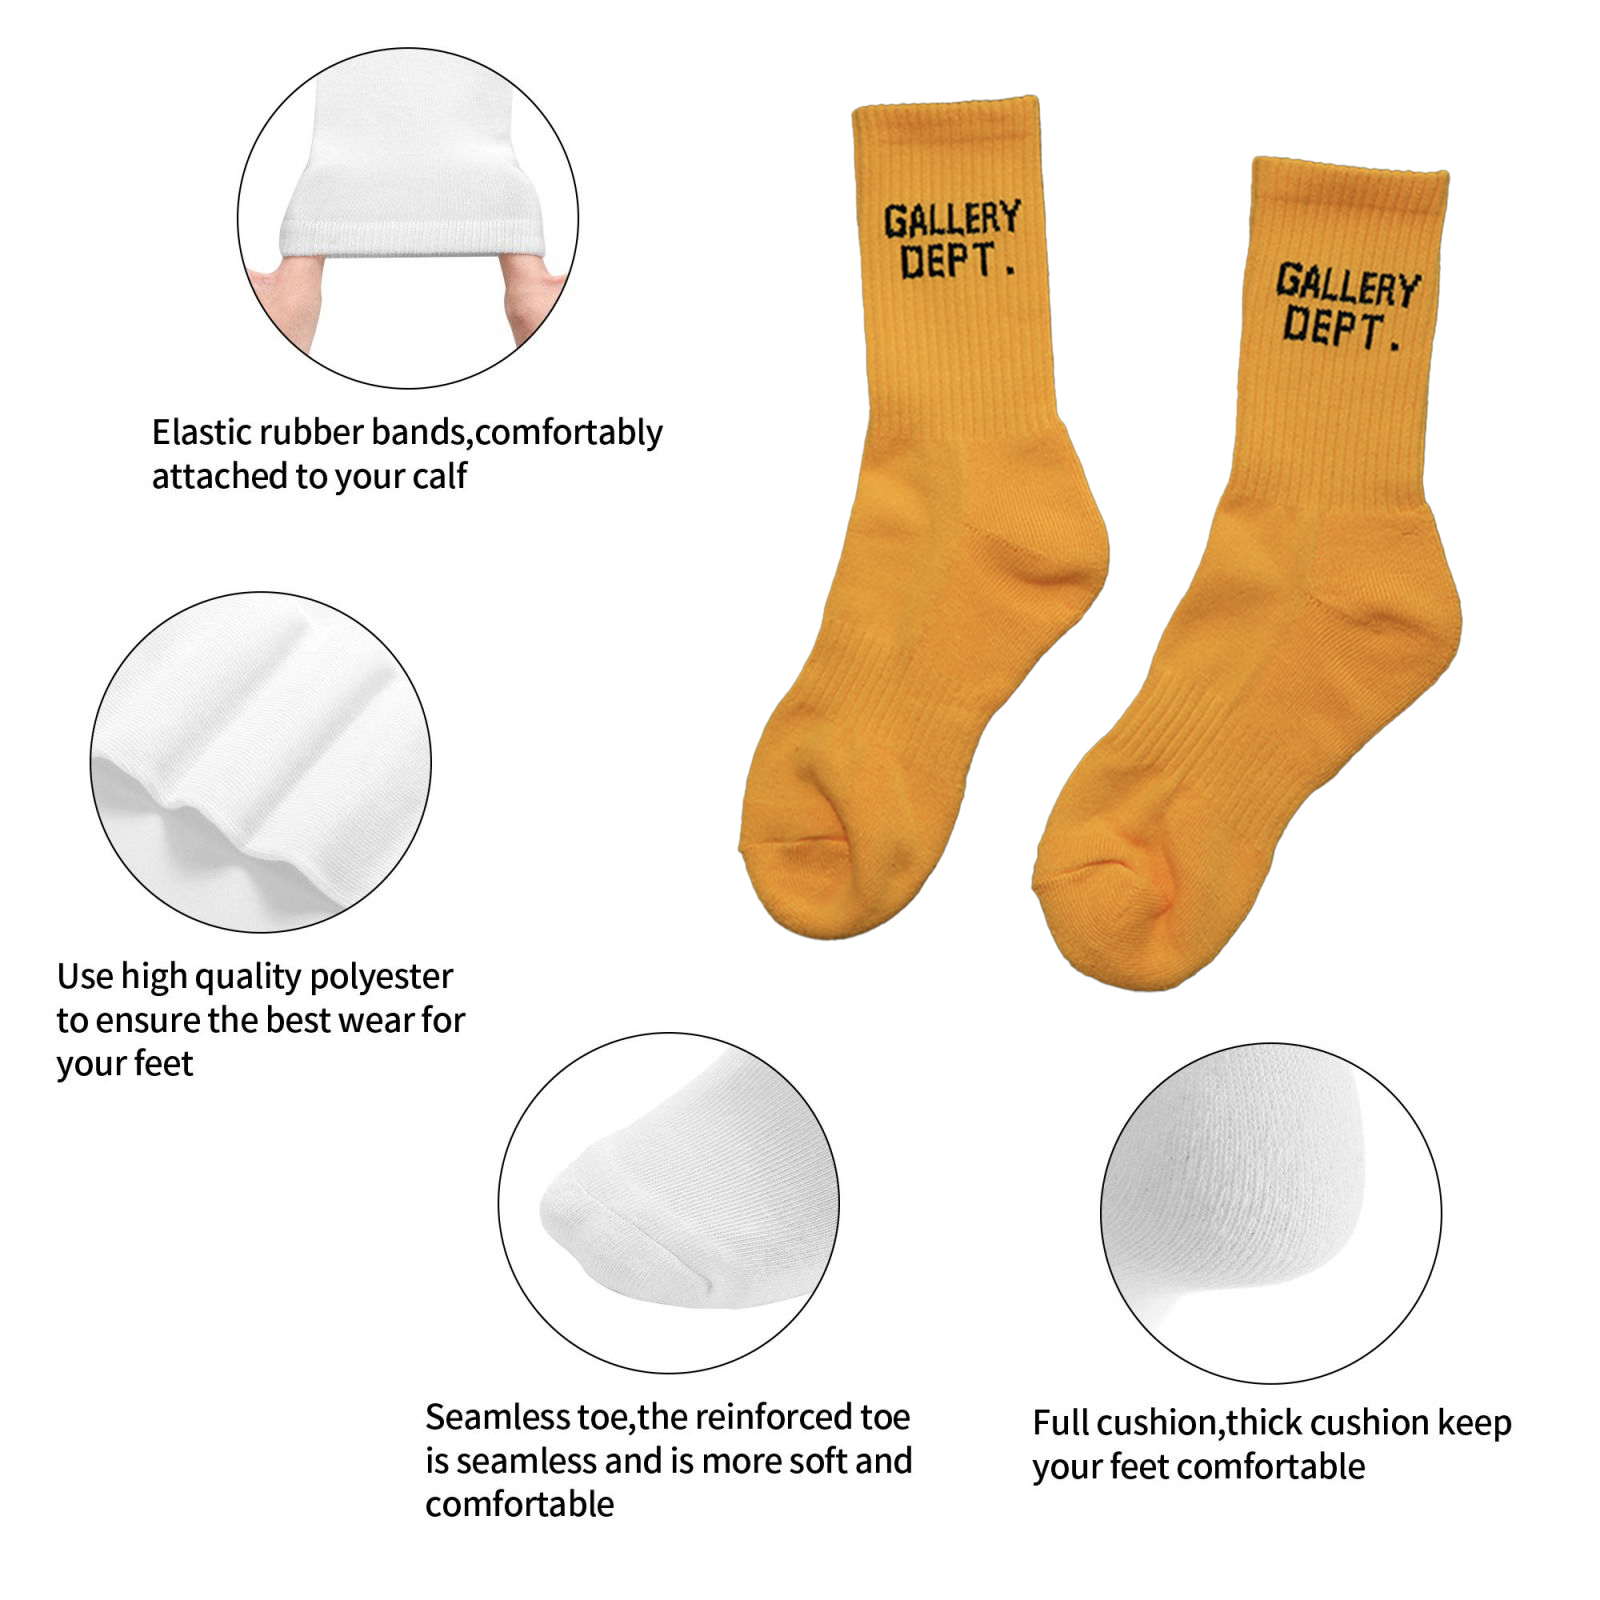 GALLERY
DEPT.
GALLERY
DEPT.
Elastic rubber bands,comfortably
attached to your calf
Use high quality polyester
to ensure the best wear for
your feet
Seamless toe,the reinforced toe
is seamless and is more soft and
comfortable
Full cushion,thick cushion keep
your feet comfortable